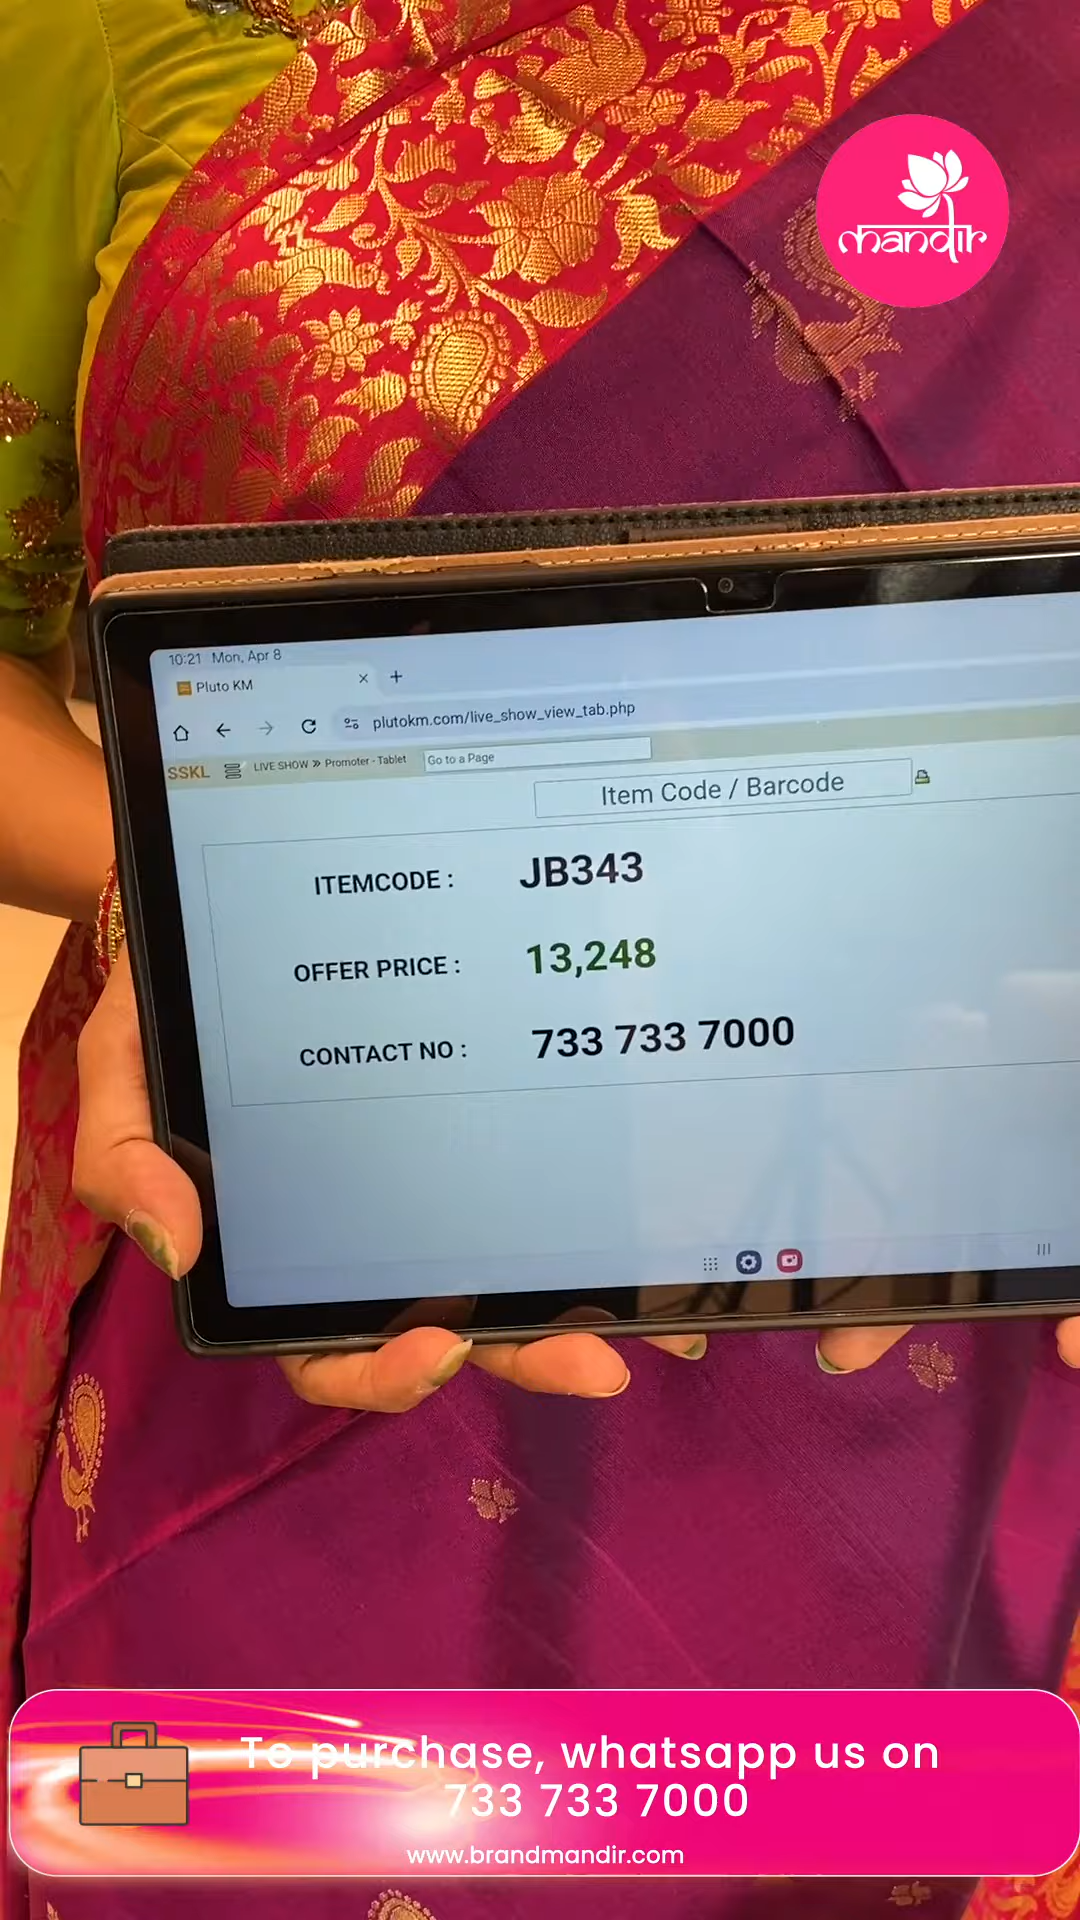 mandir
10:21 Mon, Apr 8
Pluto KM
plutokm.com/live_show_view_tab.php
SSKL LIVE SHOW >> Promoter - Tablet Go to a Page
Item Code / Barcode
ITEMCODE : JB343
OFFER PRICE : 13,248
CONTACT NO : 733 733 7000
To purchase, whatsapp us on
733 733 7000
www.brandmandir.com